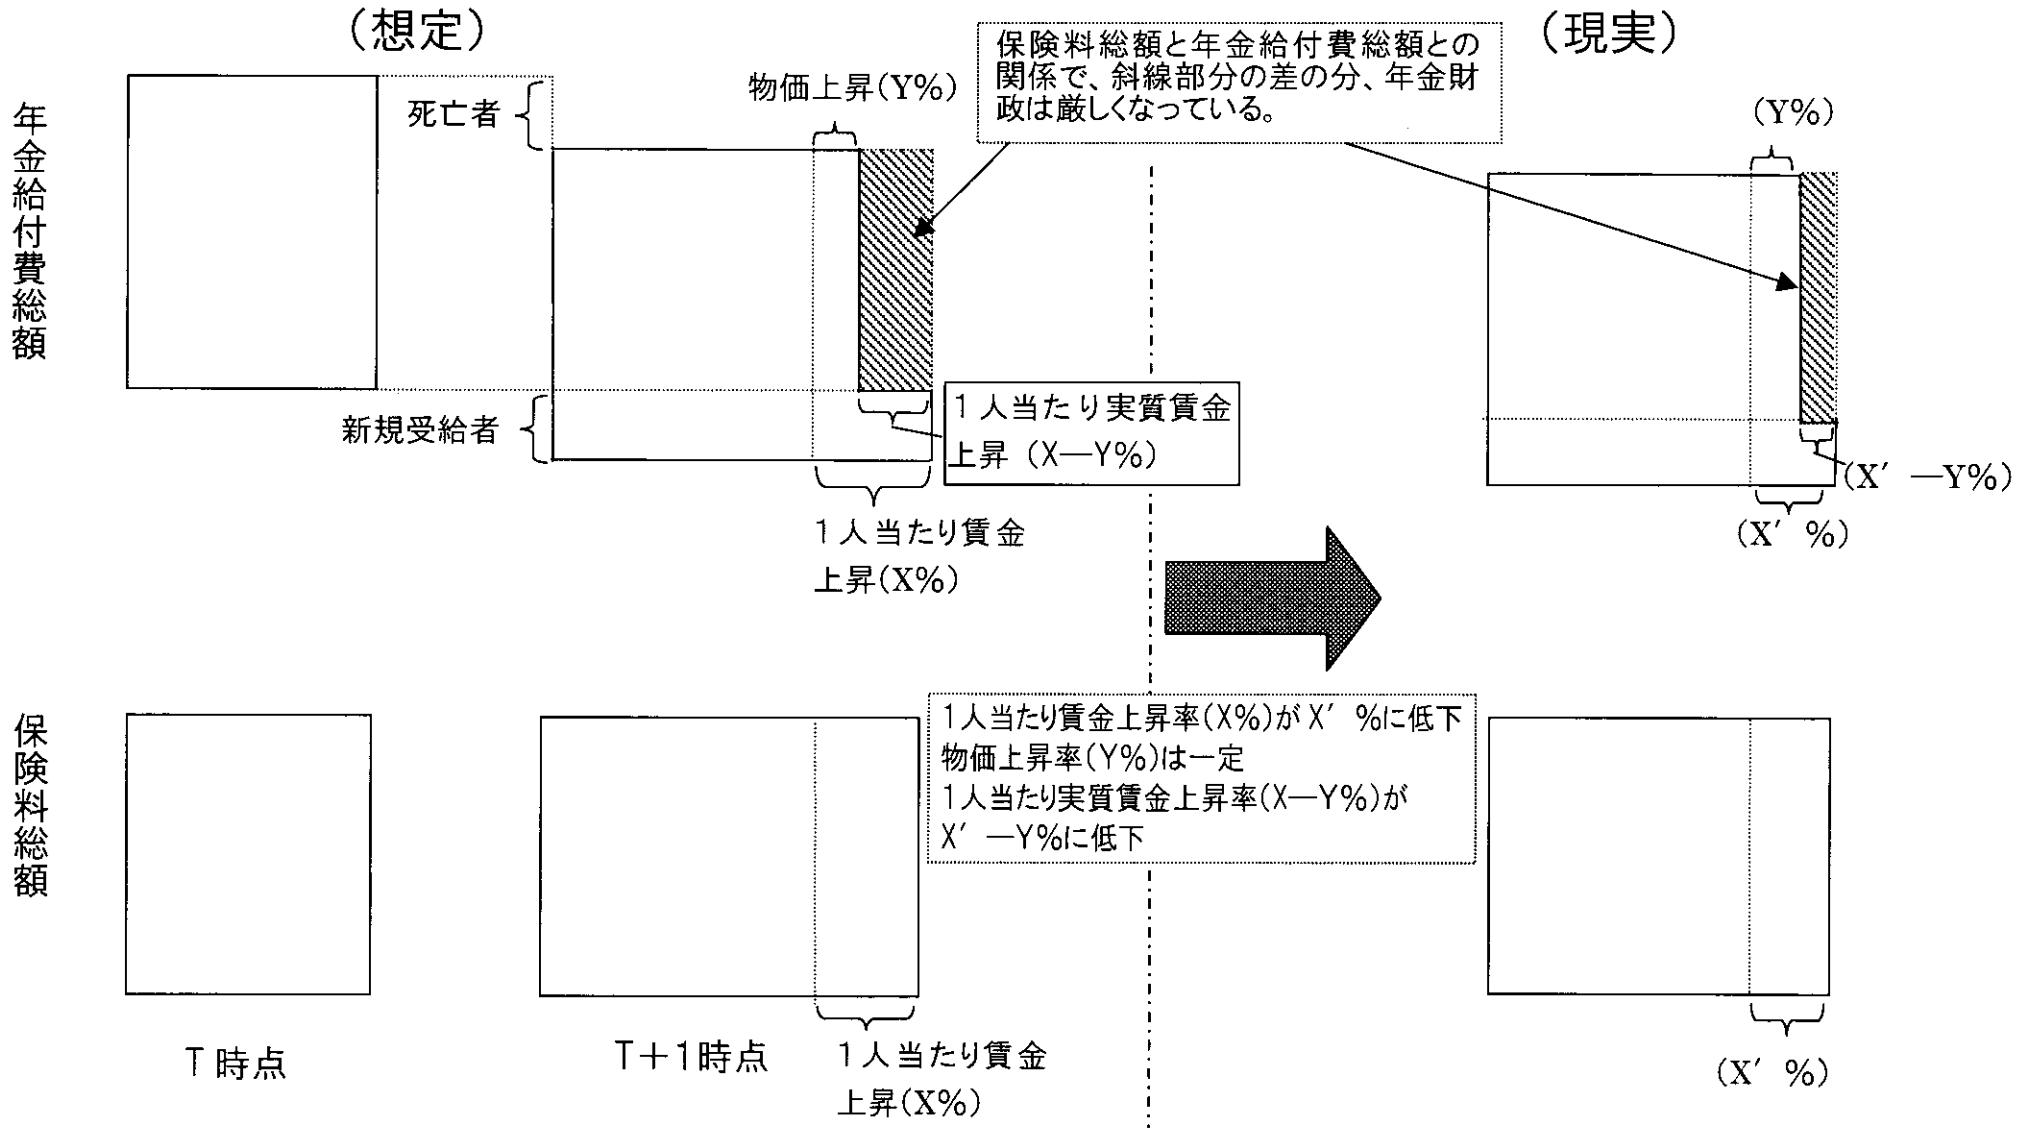 （想定）
（現実）
保険料総額と年金給付費総額との
関係で、斜線部分の差の分、年金財
政は厳しくなっている。
年金給付費総額
死亡者
物価上昇(Y%)
(Y%)
新規受給者
１人当たり実質賃金
上昇（X―Y%）
１人当たり賃金
上昇(X%)
(X′―Y%)
(X′%)
保険料総額
１人当たり賃金上昇率(X%)がX′%に低下
物価上昇率(Y%)は一定
１人当たり実質賃金上昇率(X―Y%)が
X′―Y%に低下
T時点
T＋1時点
１人当たり賃金
上昇(X%)
(X′%)